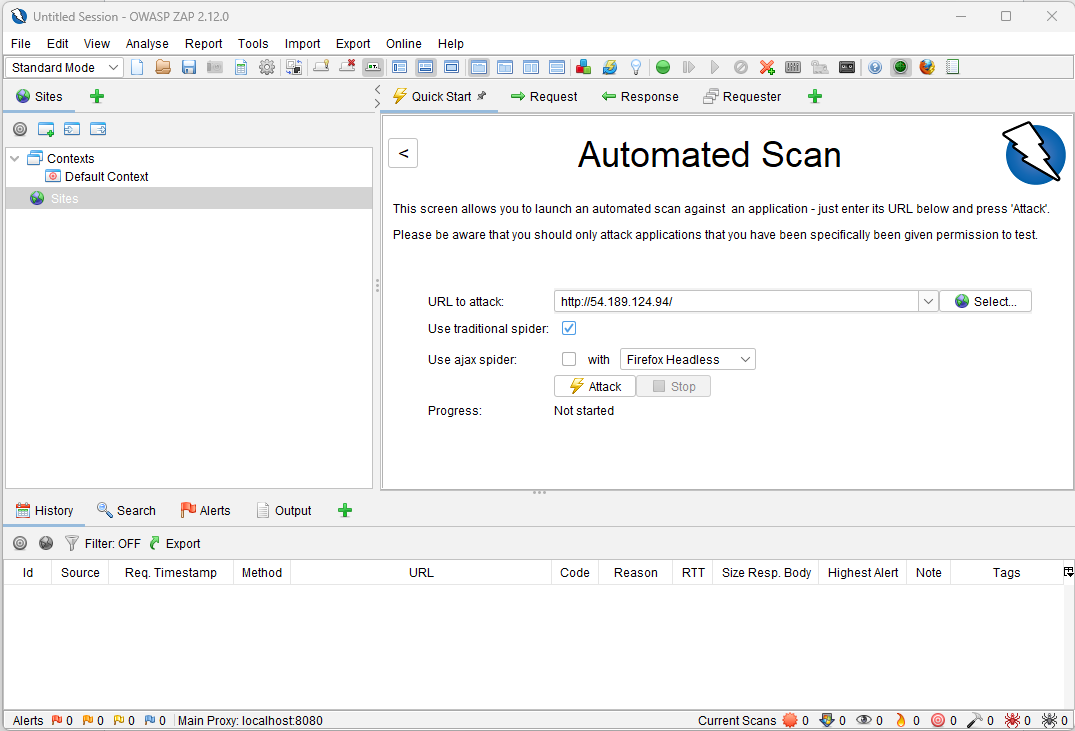 Untitled Session - OWASP ZAP 2.12.0
File Edit View Analyse Report Tools Import Export Online Help
Standard Mode
Sites
Quick Start Request Response Requester
Contexts
Default Context
Sites
<
Automated Scan
This screen allows you to launch an automated scan against an application - just enter its URL below and press 'Attack'.
Please be aware that you should only attack applications that you have been specifically been given permission to test.
URL to attack: http://54.189.124.94/ Select...
Use traditional spider:
Use ajax spider: with Firefox Headless
Attack Stop
Progress: Not started
History Search Alerts Output
Filter: OFF Export
Id Source Req. Timestamp Method URL Code Reason RTT Size Resp. Body Highest Alert Note Tags
Alerts 0 0 0 0 Main Proxy: localhost:8080 Current Scans 0 0 0 0 0 0 0 0